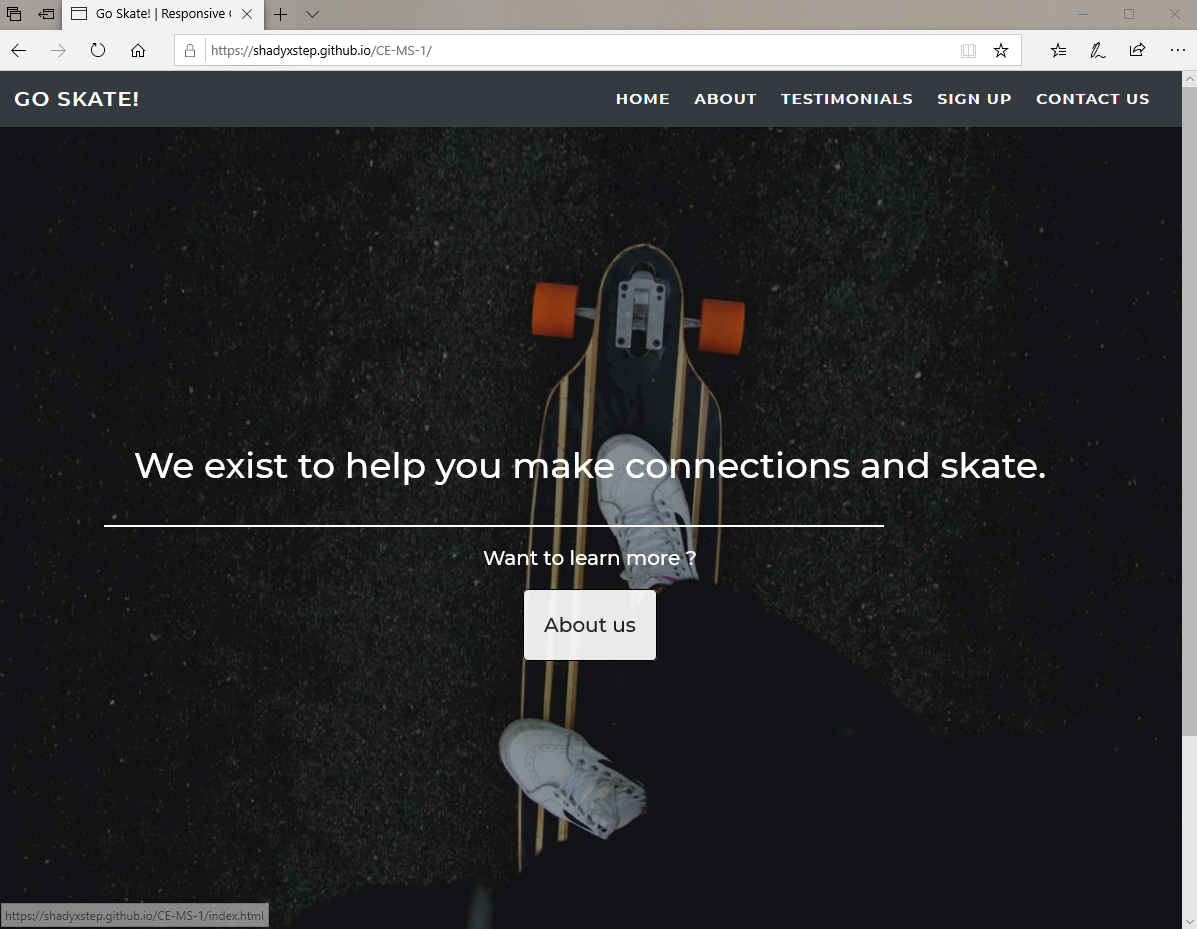 Go Skate! | Responsive
https://shadyxstep.github.io/CE-MS-1/
GO SKATE!
HOME ABOUT TESTIMONIALS SIGN UP CONTACT US
We exist to help you make connections and skate.
Want to learn more ?
About us
https://shadyxstep.github.io/CE-MS-1/index.html